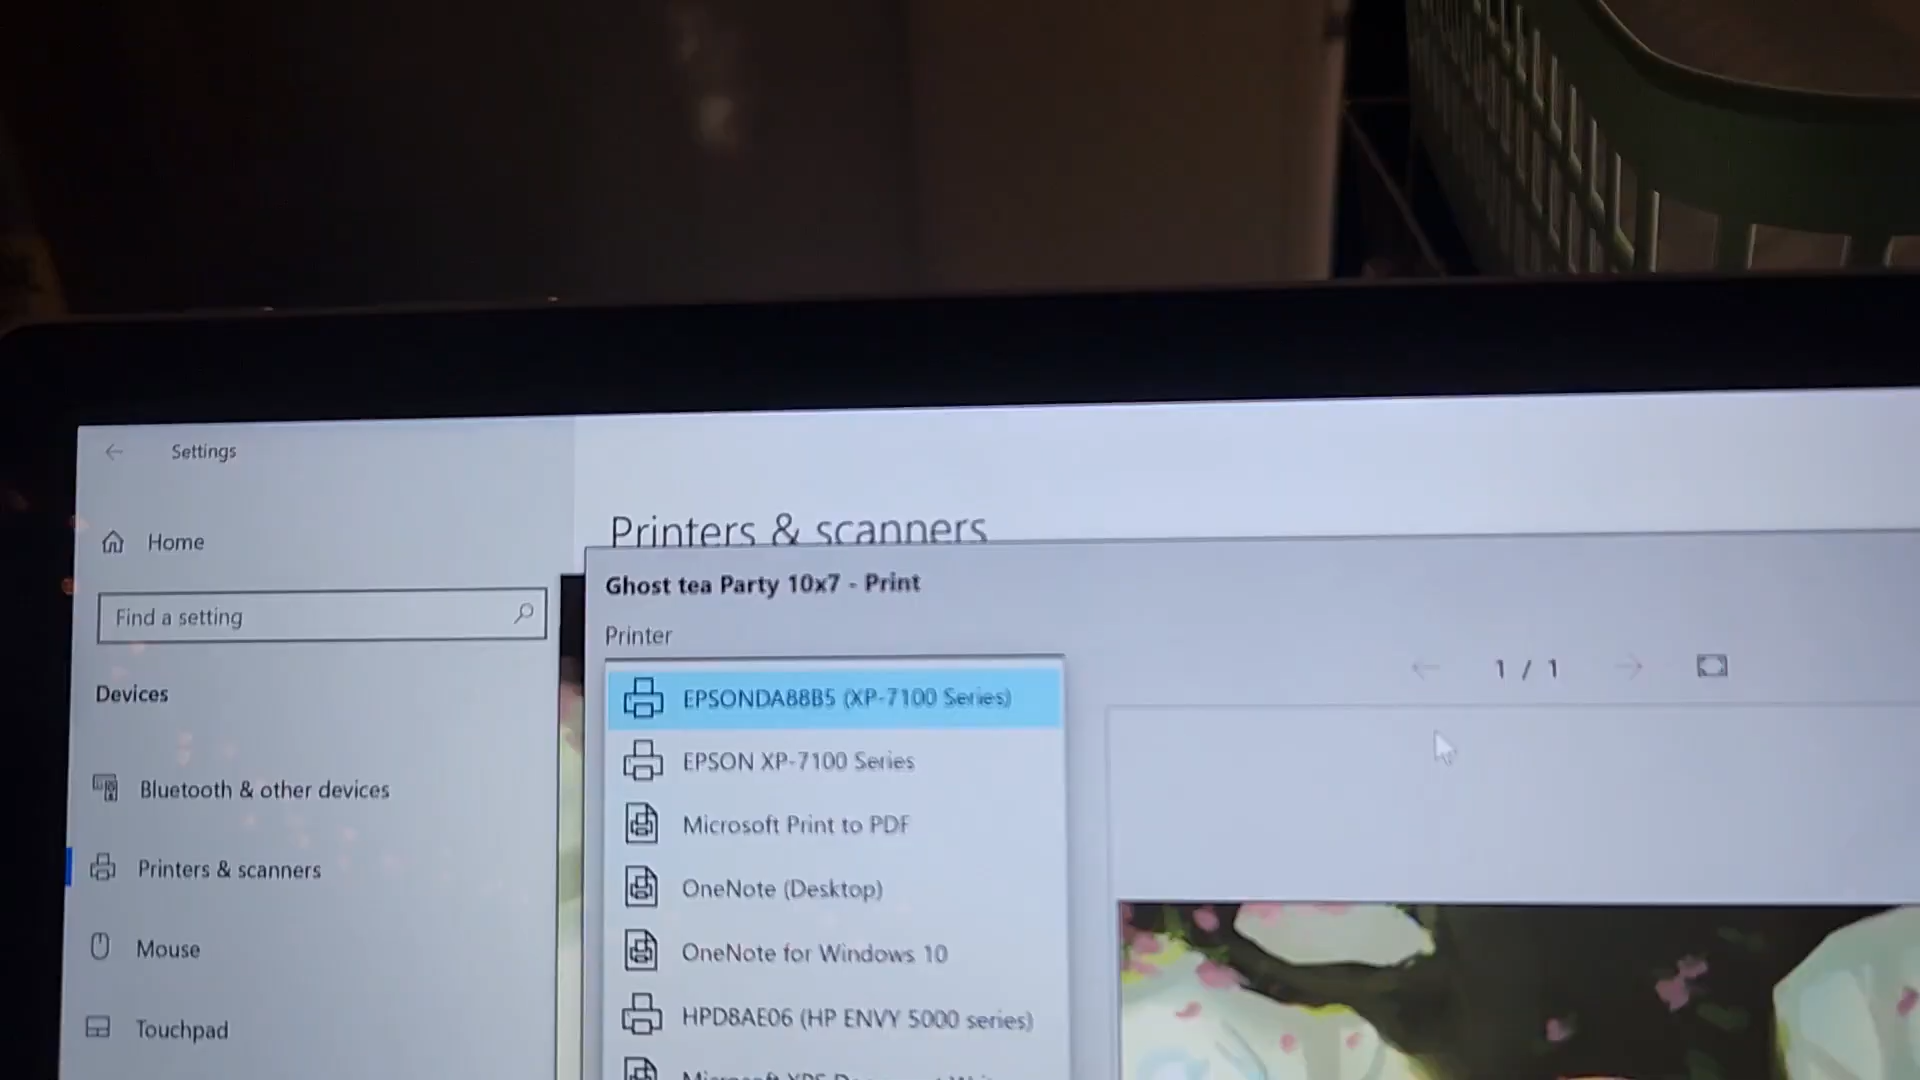 Settings
Home
Find a setting
Devices
Bluetooth & other devices
Printers & scanners
Mouse
Touchpad
Printers & scanners
Ghost tea Party 10x7 - Print
Printer
EPSONDA88B5 (XP-7100 Series)
EPSON XP-7100 Series
Microsoft Print to PDF
OneNote (Desktop)
OneNote for Windows 10
HPD8AE06 (HP ENVY 5000 series)
1 / 1